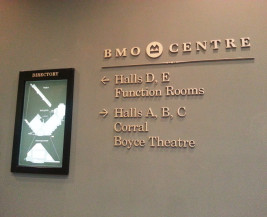 DIRECTORY
BMO CENTRE
← Halls D, E
Function Rooms
→ Halls A, B, C
Corral
Boyce Theatre